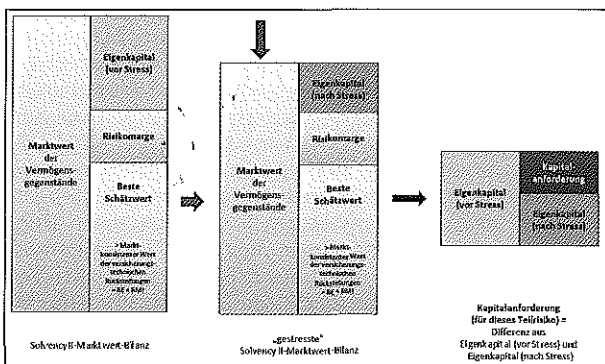 Eigenkapital
(vor Stress)
Risikomarge
Marktwert
der
Vermögens-
gegenstände
Beste
Schätzwert
> Markt-
konsistenter Wert
der versicherungs-
technischen
Rückstellungen
= BE + RM!
Solvency II-Marktwert-Bilanz
Eigenkapital
(nach Stress)
Risikomarge
Marktwert
der
Vermögens-
gegenstände
Beste
Schätzwert
> Markt-
konsistenter Wert
der versicherungs-
technischen
Rückstellungen
= BE + RM!
„gestresste“
Solvency II-Marktwert-Bilanz
Eigenkapital
(vor Stress)
Kapital-
anforderung
Eigenkapital
(nach Stress)
Kapitalanforderung
(für dieses Teilrisiko) =
Differenz aus
Eigenkapital (vor Stress) und
Eigenkapital (nach Stress)